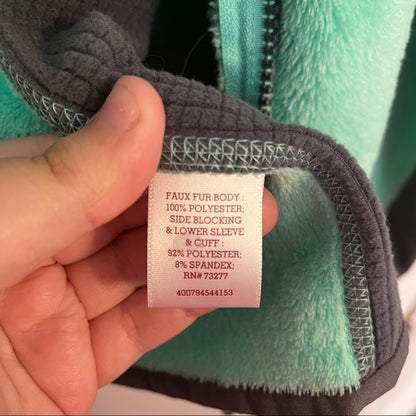 FAUX FUR BODY :
100% POLYESTER;
SIDE BLOCKING
& LOWER SLEEVE
& CUFF :
92% POLYESTER;
8% SPANDEX;
RN# 73277
400794544153